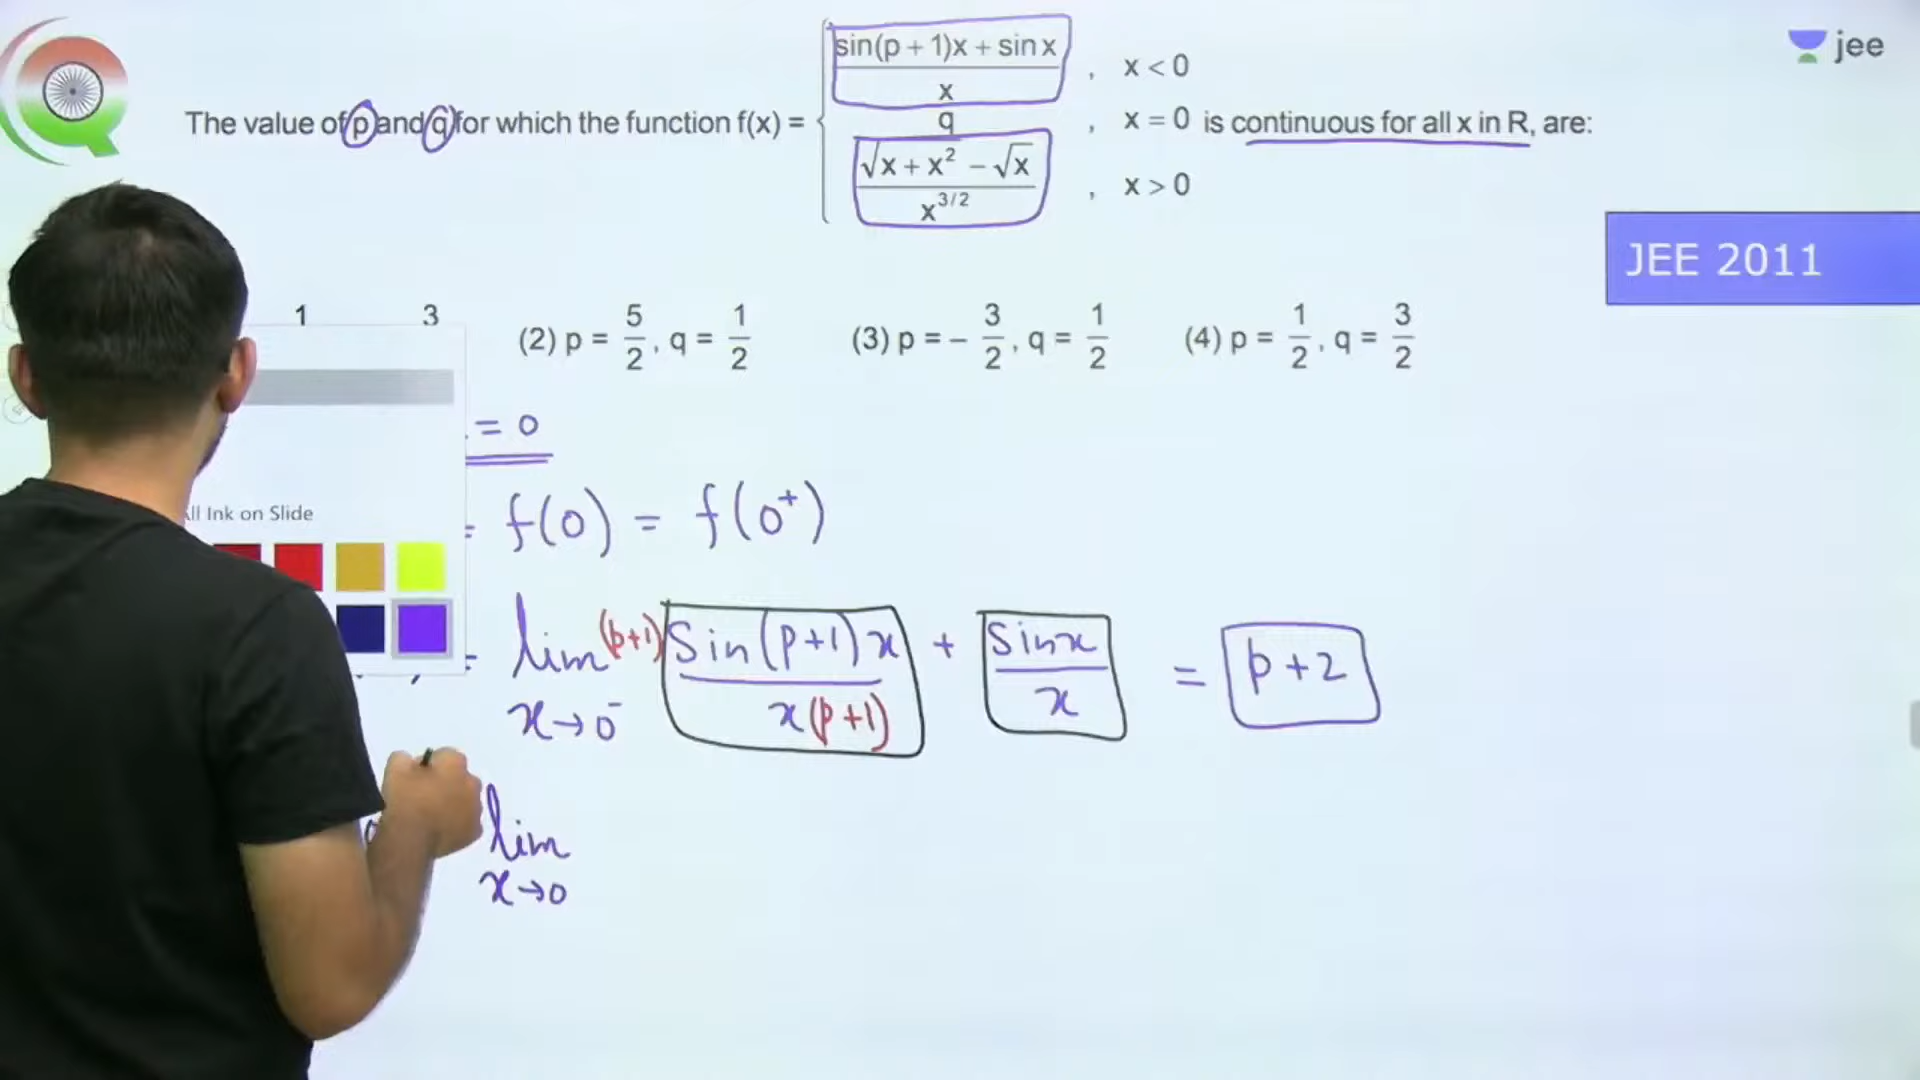 jee
The value of p and q for which the function f(x) = { sin(p + 1)x + sin x / x , x < 0
q , x = 0 is continuous for all x in R, are:
√x + x² − √x / x^3/2 , x > 0
JEE 2011
1 3 (2) p = 5/2, q = 1/2 (3) p = − 3/2, q = 1/2 (4) p = 1/2, q = 3/2
= 0
= f(0) = f(0⁺)
ll Ink on Slide
= lim x→0⁻ (p+1) Sin(p+1)x / x(p+1) + Sinx / x = p+2
lim x→0